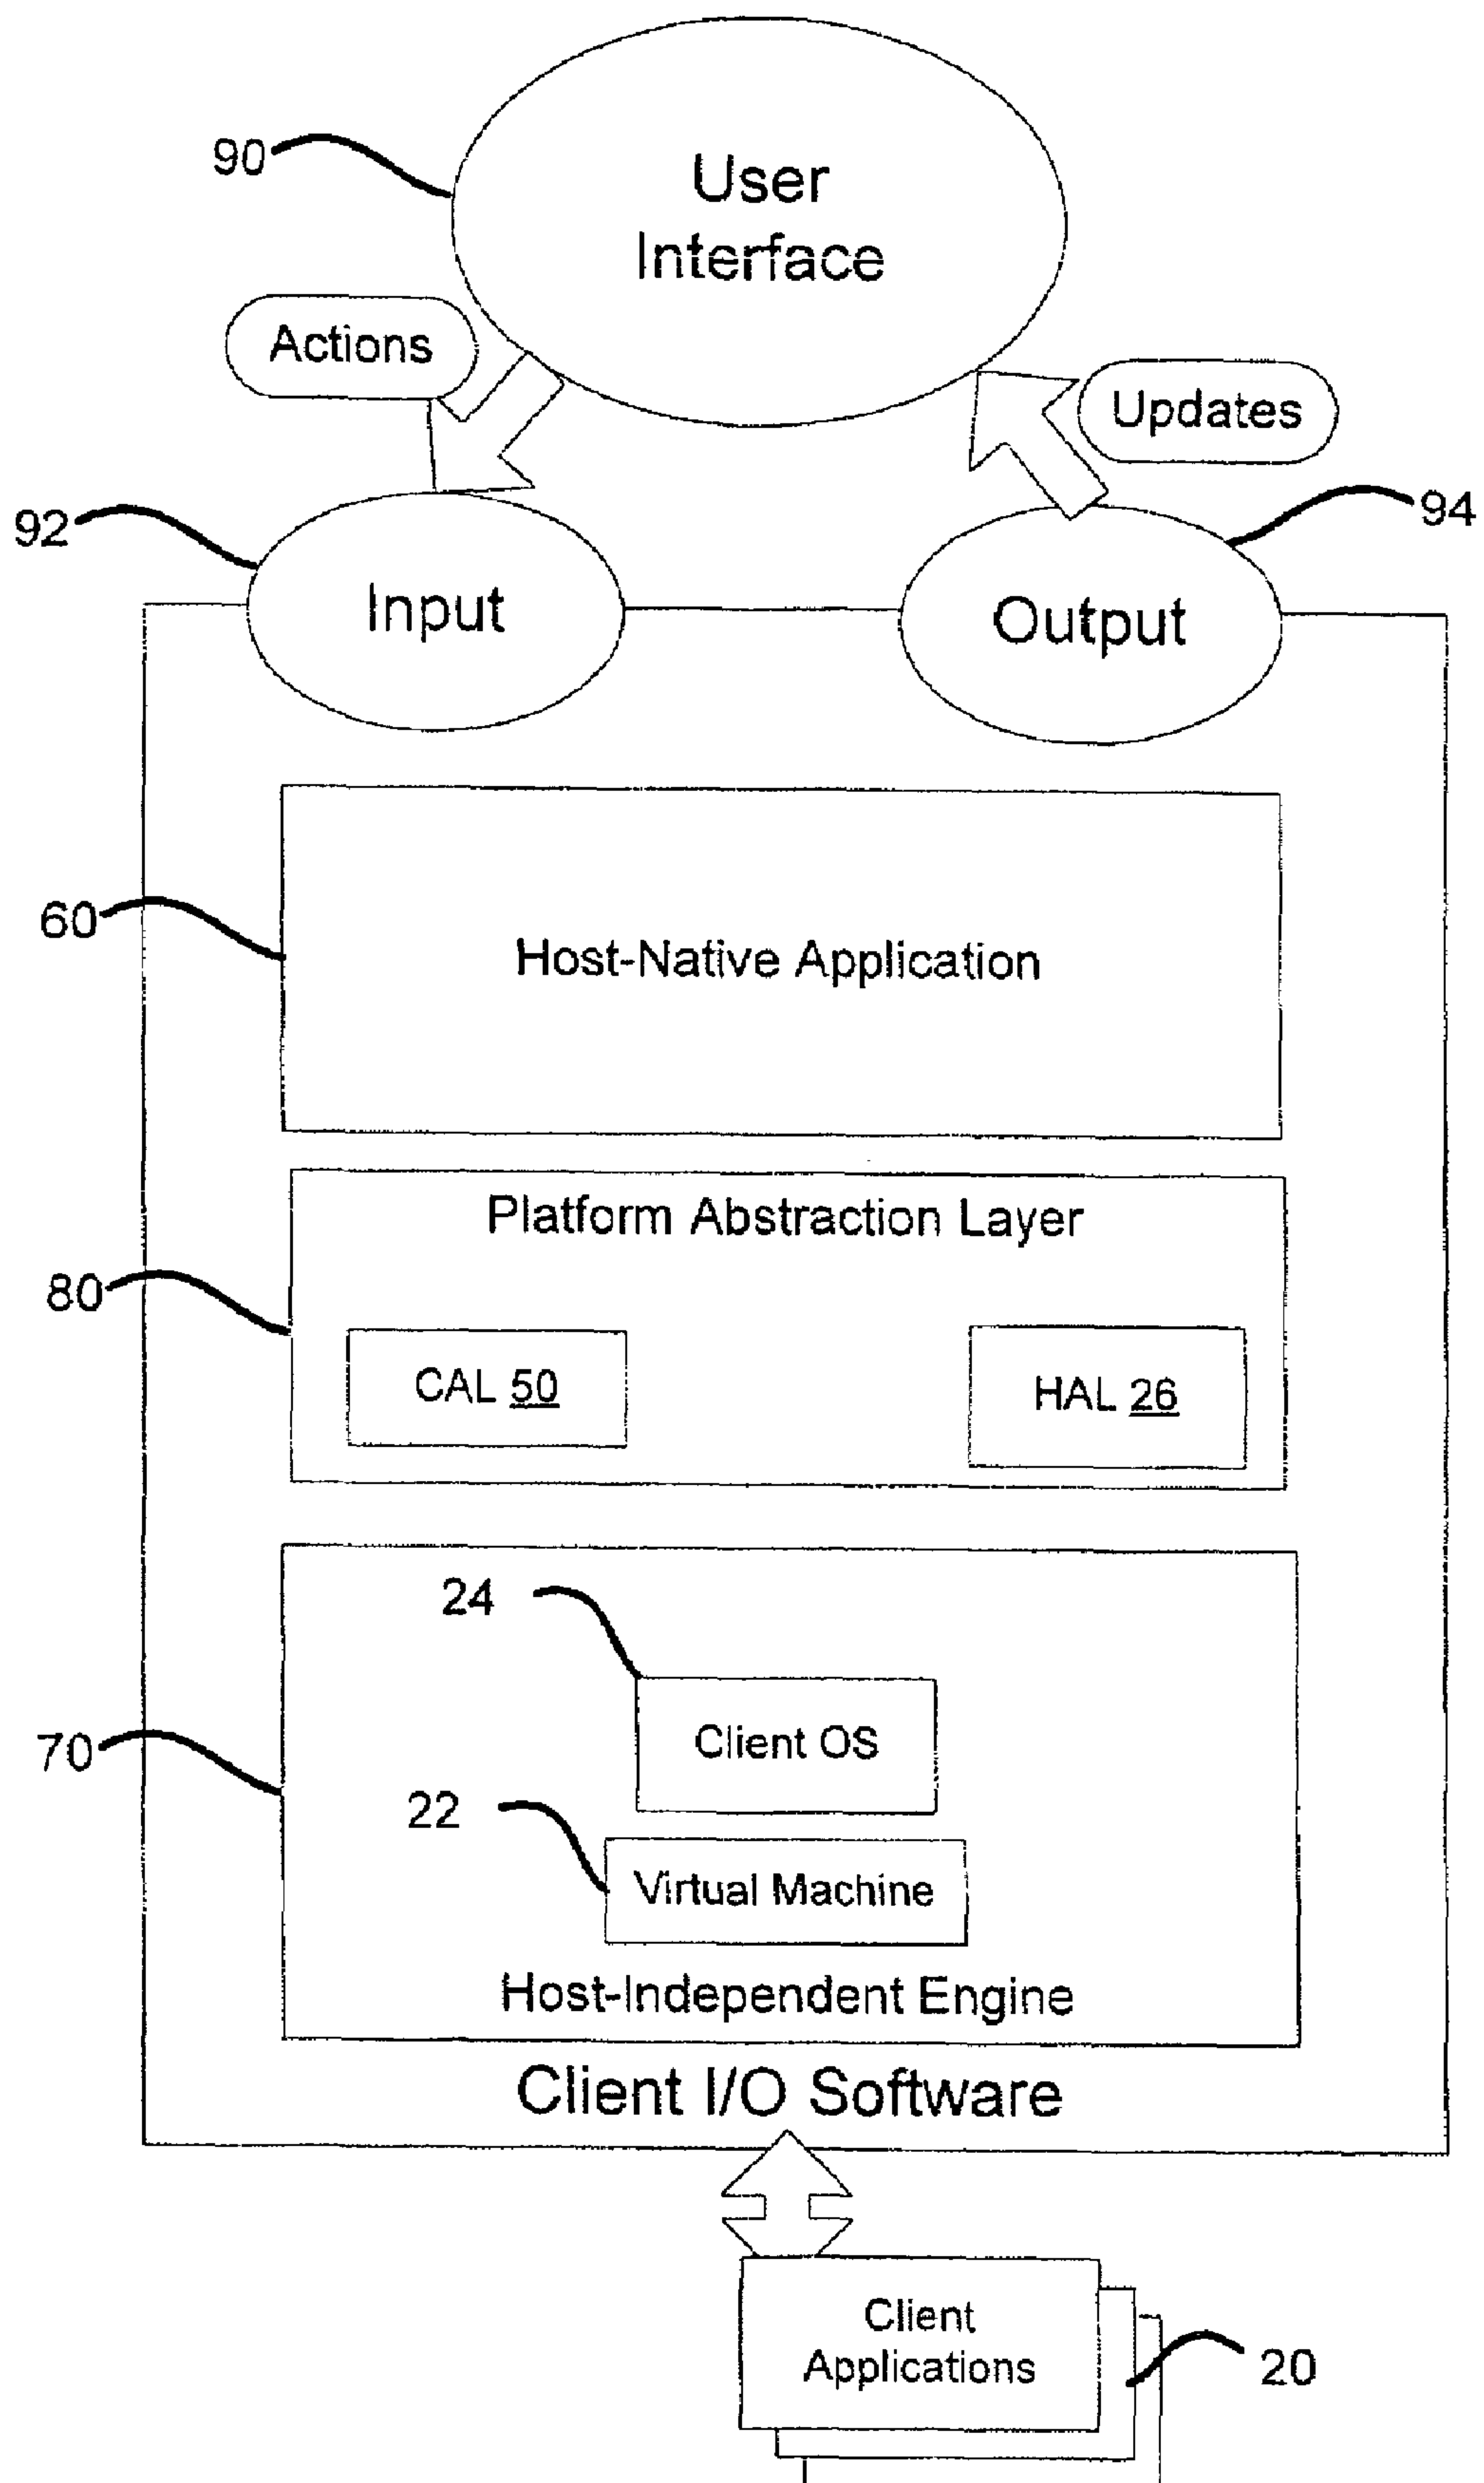 90
User
Interface
Actions
Updates
92
94
Input
Output
60
Host-Native Application
Platform Abstraction Layer
80
CAL 50
HAL 26
24
Client OS
70
22
Virtual Machine
Host-Independent Engine
Client I/O Software
Client
Applications
20